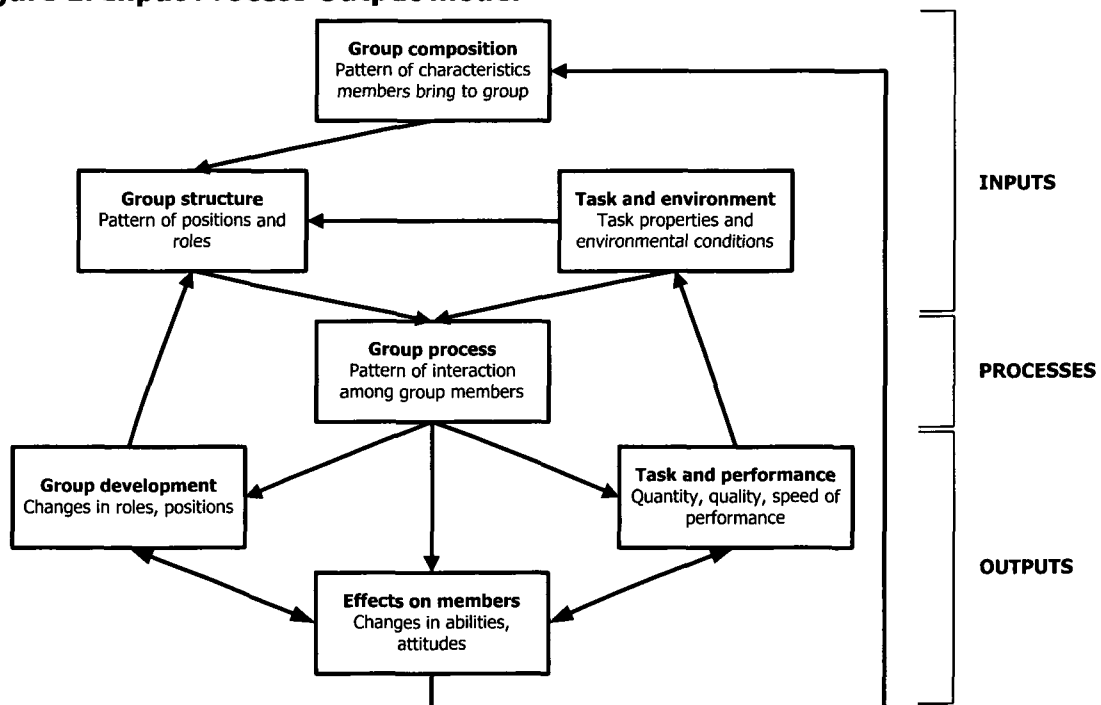 Group composition
Pattern of characteristics
members bring to group
Group structure
Pattern of positions and
roles
Task and environment
Task properties and
environmental conditions
INPUTS
Group process
Pattern of interaction
among group members
PROCESSES
Group development
Changes in roles, positions
Task and performance
Quantity, quality, speed of
performance
Effects on members
Changes in abilities,
attitudes
OUTPUTS